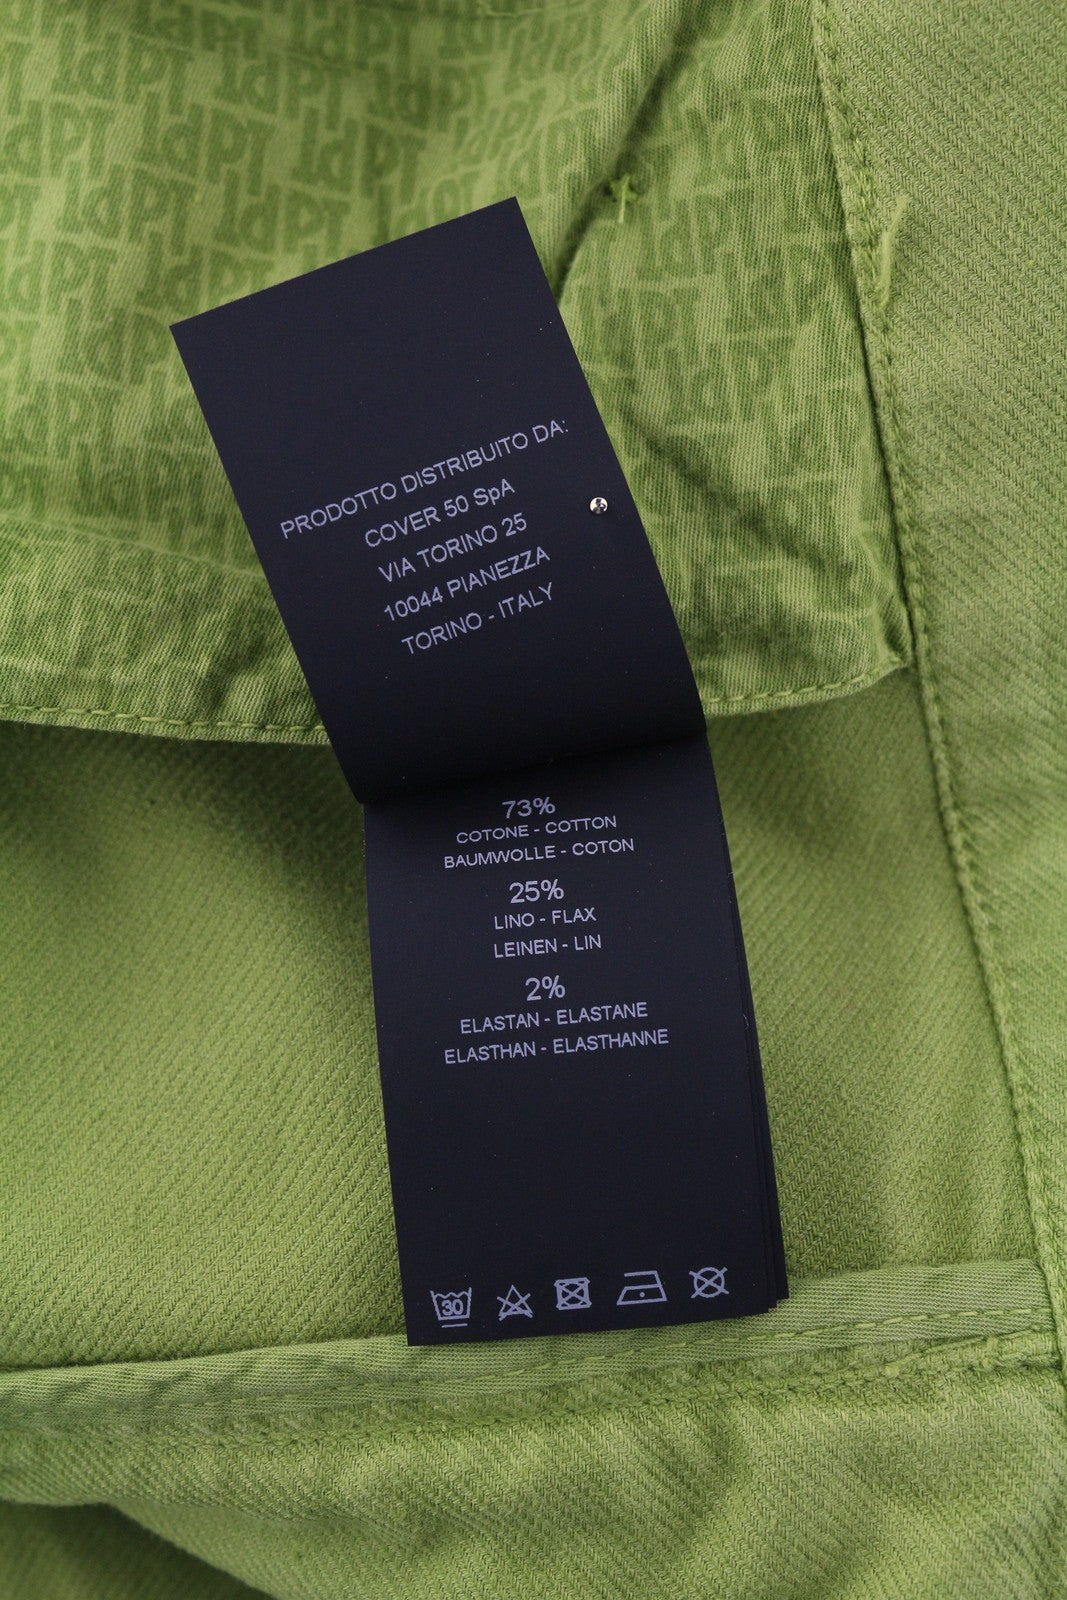 PRODOTTO DISTRIBUITO DA:
COVER 50 SpA
VIA TORINO 25
10044 PIANEZZA
TORINO - ITALY
73%
COTONE - COTTON
BAUMWOLLE - COTON
25%
LINO - FLAX
LEINEN - LIN
2%
ELASTAN - ELASTANE
ELASTHAN - ELASTHANNE
30